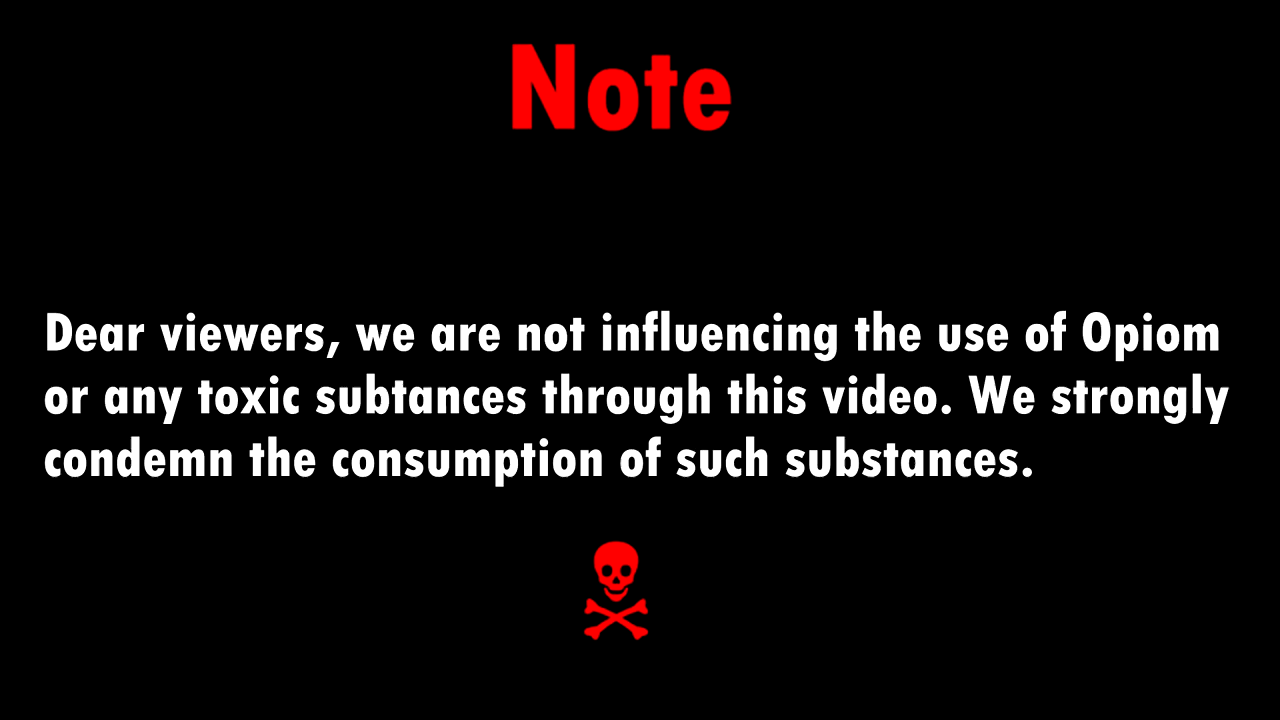 Note
Dear viewers, we are not influencing the use of Opiom
or any toxic subtances through this video. We strongly
condemn the consumption of such substances.